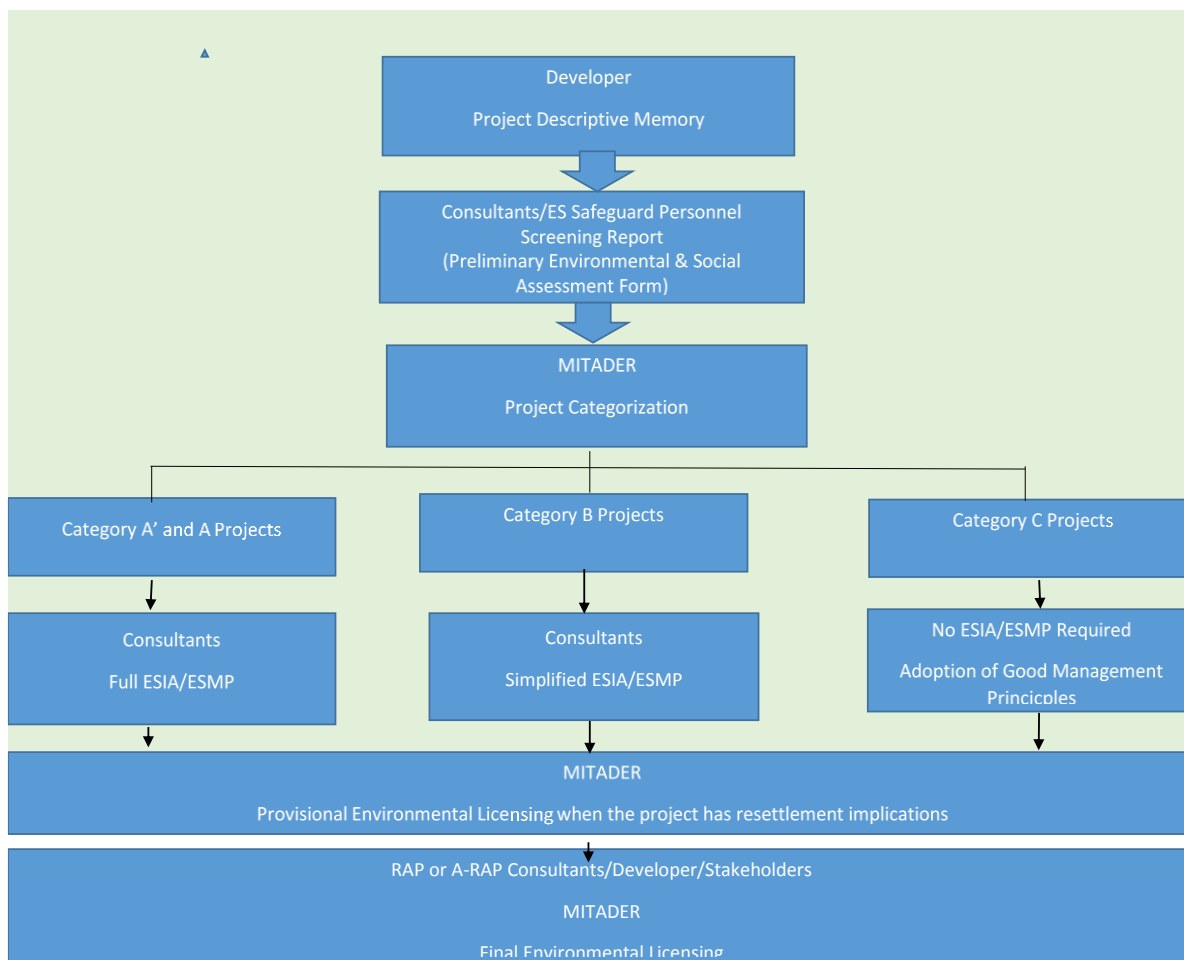 Developer
Project Descriptive Memory
Consultants/ES Safeguard Personnel
Screening Report
(Preliminary Environmental & Social
Assessment Form)
MITADER
Project Categorization
Category A’ and A Projects
Category B Projects
Category C Projects
Consultants
Full ESIA/ESMP
Consultants
Simplified ESIA/ESMP
No ESIA/ESMP Required
Adoption of Good Management
Princicples
MITADER
Provisional Environmental Licensing when the project has resettlement implications
RAP or A-RAP Consultants/Developer/Stakeholders
MITADER
Final Environmental Licensing